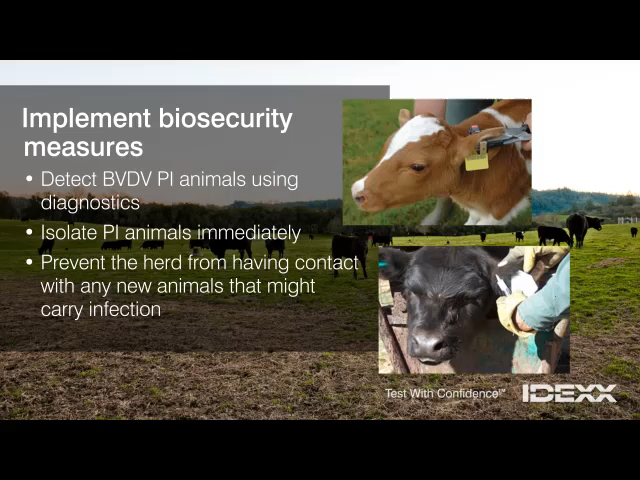 Implement biosecurity
measures
• Detect BVDV PI animals using
diagnostics
• Isolate PI animals immediately
• Prevent the herd from having contact
with any new animals that might
carry infection
Test With Confidence℠
IDEXX